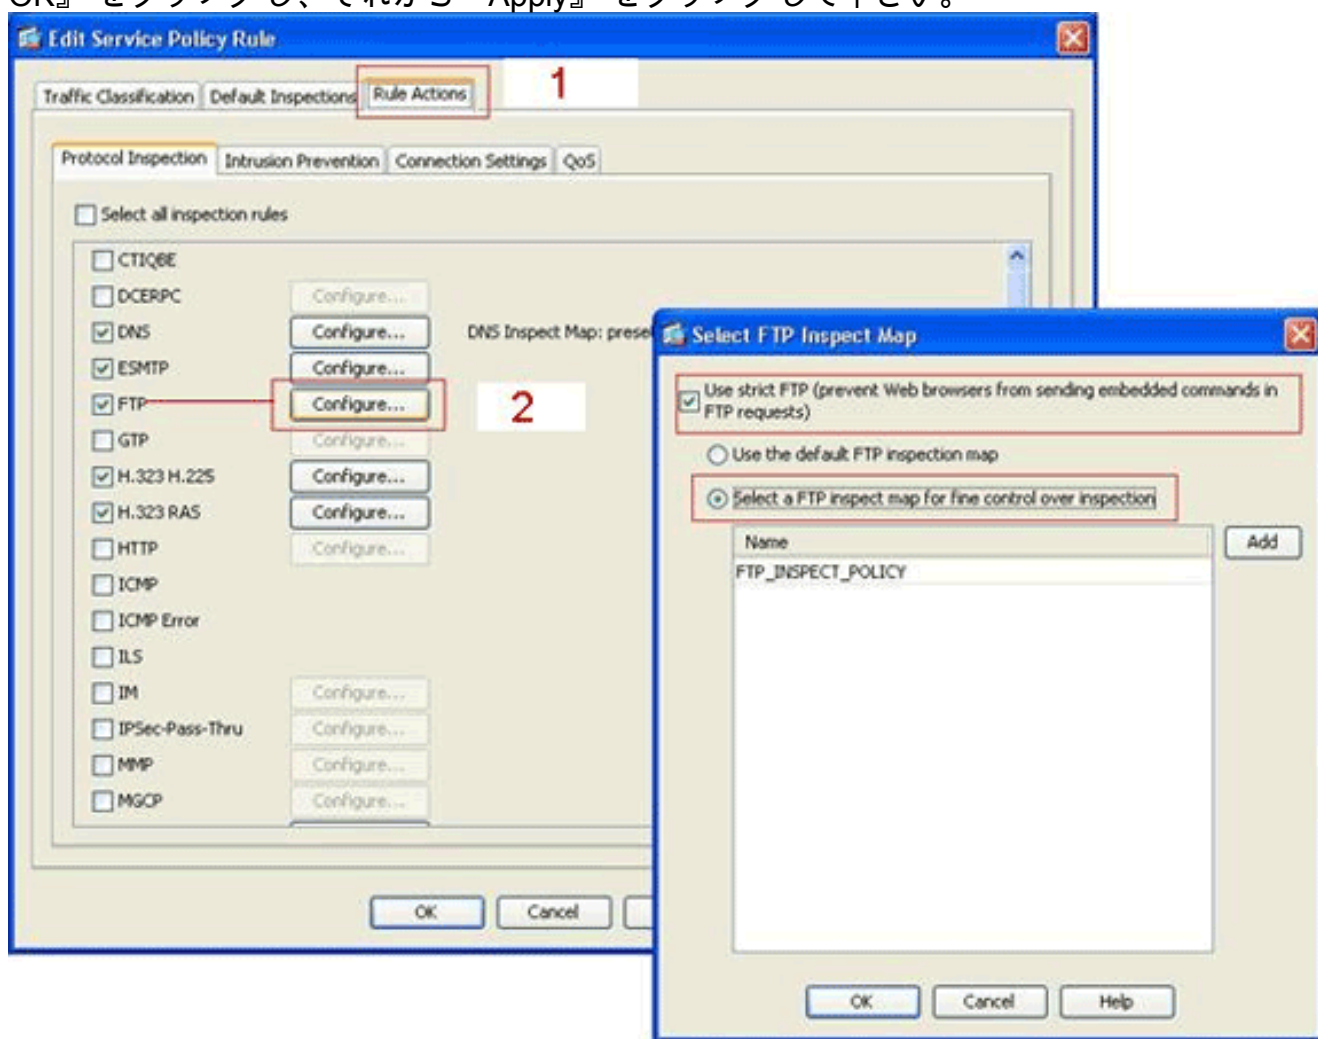 OK』 をクリックし、それから 『Apply』 をクリックして下さい。
Edit Service Policy Rule
1
Traffic Classification Default Inspections Rule Actions
Protocol Inspection Intrusion Prevention Connection Settings QoS
Select all inspection rules
CTIQBE
DCERPC Configure...
DNS Configure... DNS Inspect Map:
ESMTP Configure...
FTP Configure...
2
GTP Configure...
H.323 H.225 Configure...
H.323 RAS Configure...
HTTP Configure...
ICMP
ICMP Error
ILS
IM Configure...
IPSec-Pass-Thru Configure...
MMP Configure...
MGCP Configure...
OK Cancel
Select FTP Inspect Map
Use strict FTP (prevent Web browsers from sending embedded commands in
FTP requests)
Use the default FTP inspection map
Select a FTP inspect map for fine control over inspection
Name
Add
FTP_INSPECT_POLICY
OK Cancel Help